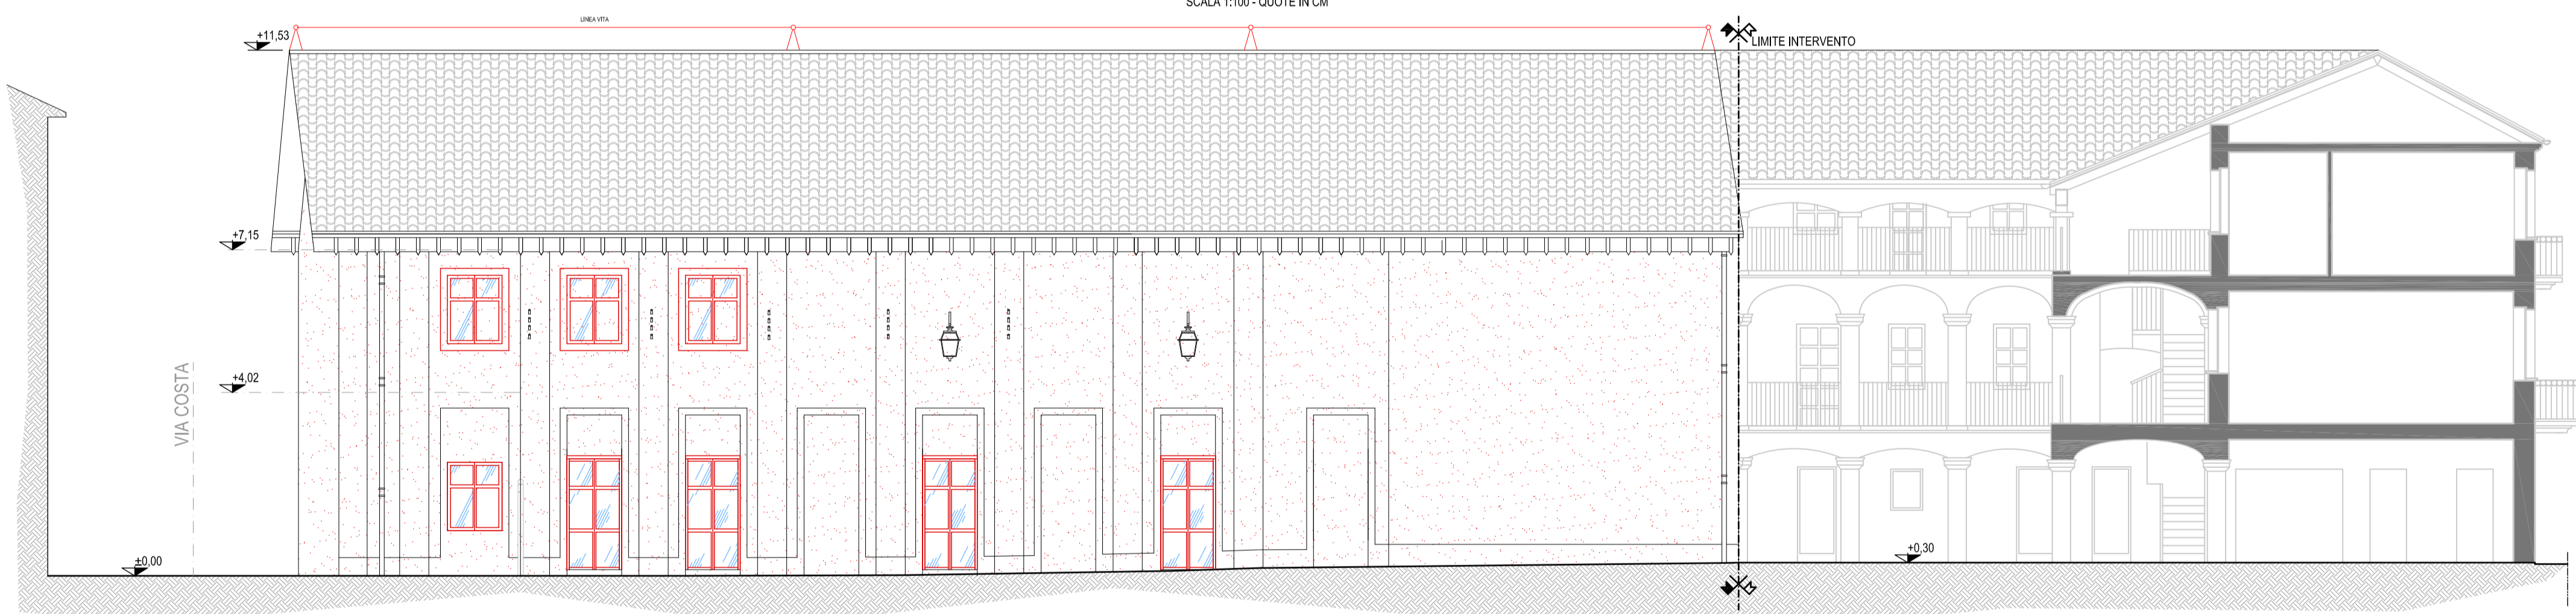 SCALA 1:100 - QUOTE IN CM
LINEA VITA
+11,53
LIMITE INTERVENTO
+7,15
+4,02
VIA COSTA
±0,00
+0,30